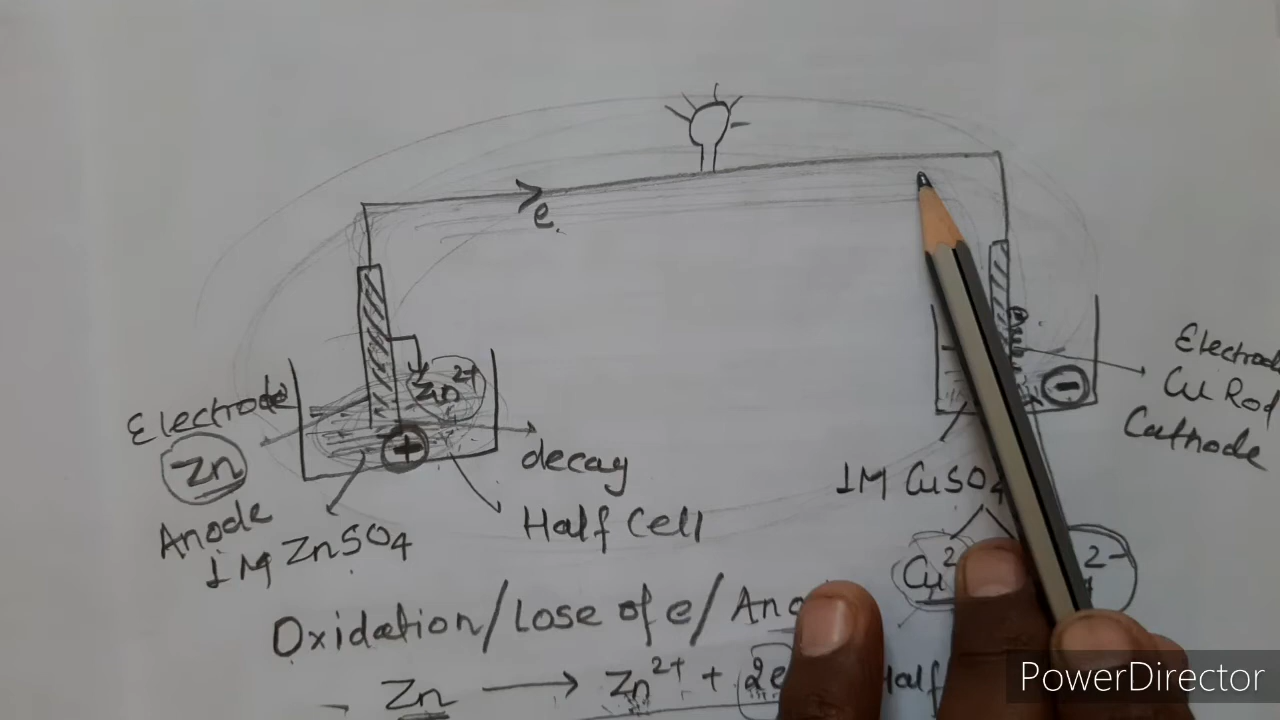 e.
Electrode
Zn
Anode
1M ZnSO4
Zn2+
+
decay
Half Cell
Electrode
Cu Rod
Cathode
-
1M CuSO4
Cu2
2-
Oxidation/Lose of e/
Zn → Zn2+ + 2e
Half
PowerDirector